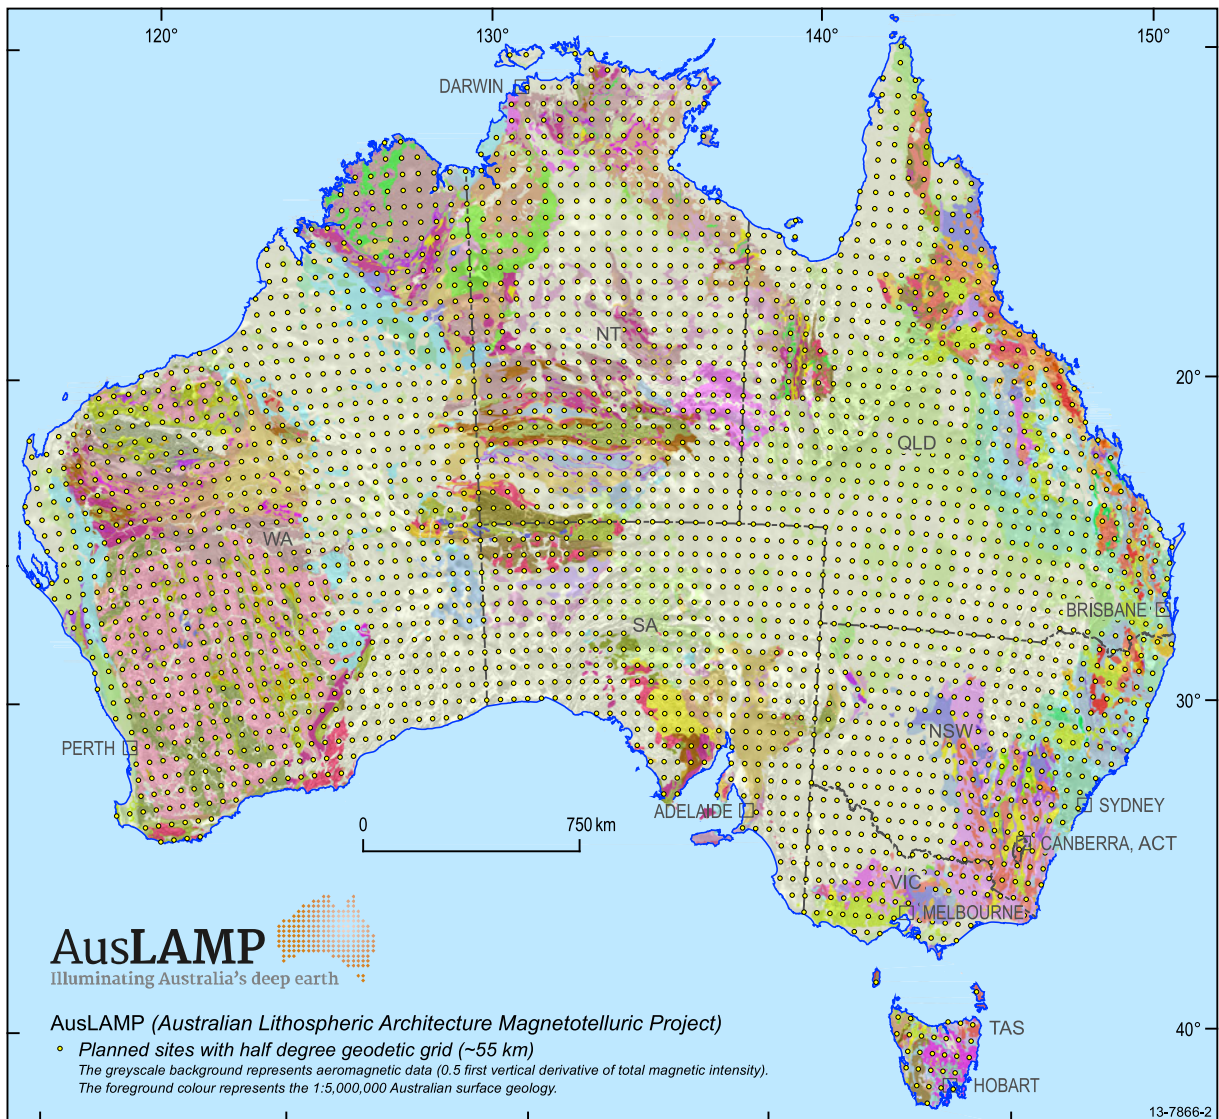 120°
130°
140°
150°
DARWIN
NT
20°
QLD
WA
BRISBANE
SA
30°
NSW
PERTH
0
750 km
ADELAIDE
SYDNEY
CANBERRA, ACT
VIC
MELBOURNE
AusLAMP
Illuminating Australia's deep earth
AusLAMP (Australian Lithospheric Architecture Magnetotelluric Project)
TAS
40°
Planned sites with half degree geodetic grid (~55 km)
The greyscale background represents aeromagnetic data (0.5 first vertical derivative of total magnetic intensity).
The foreground colour represents the 1:5,000,000 Australian surface geology.
HOBART
13-7866-2